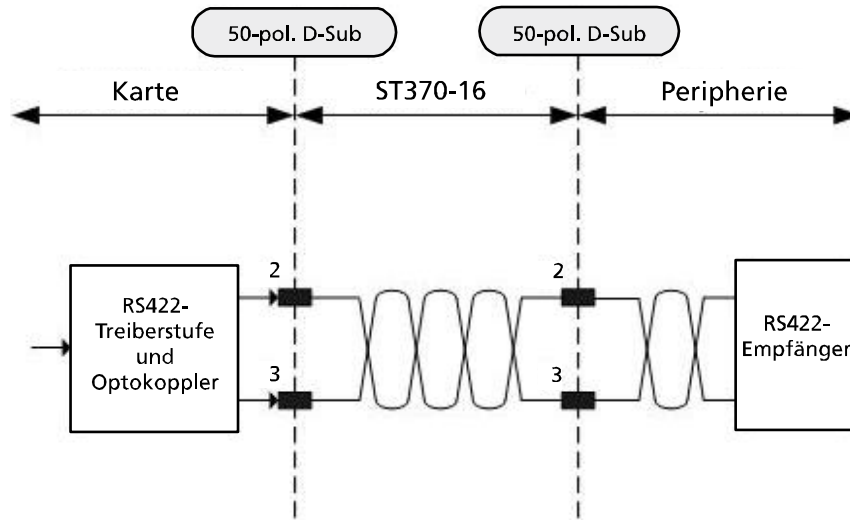 50-pol. D-Sub
50-pol. D-Sub
Karte
ST370-16
Peripherie
2
2
RS422-
Treiberstufe
und
Optokoppler
RS422-
Empfänger
3
3